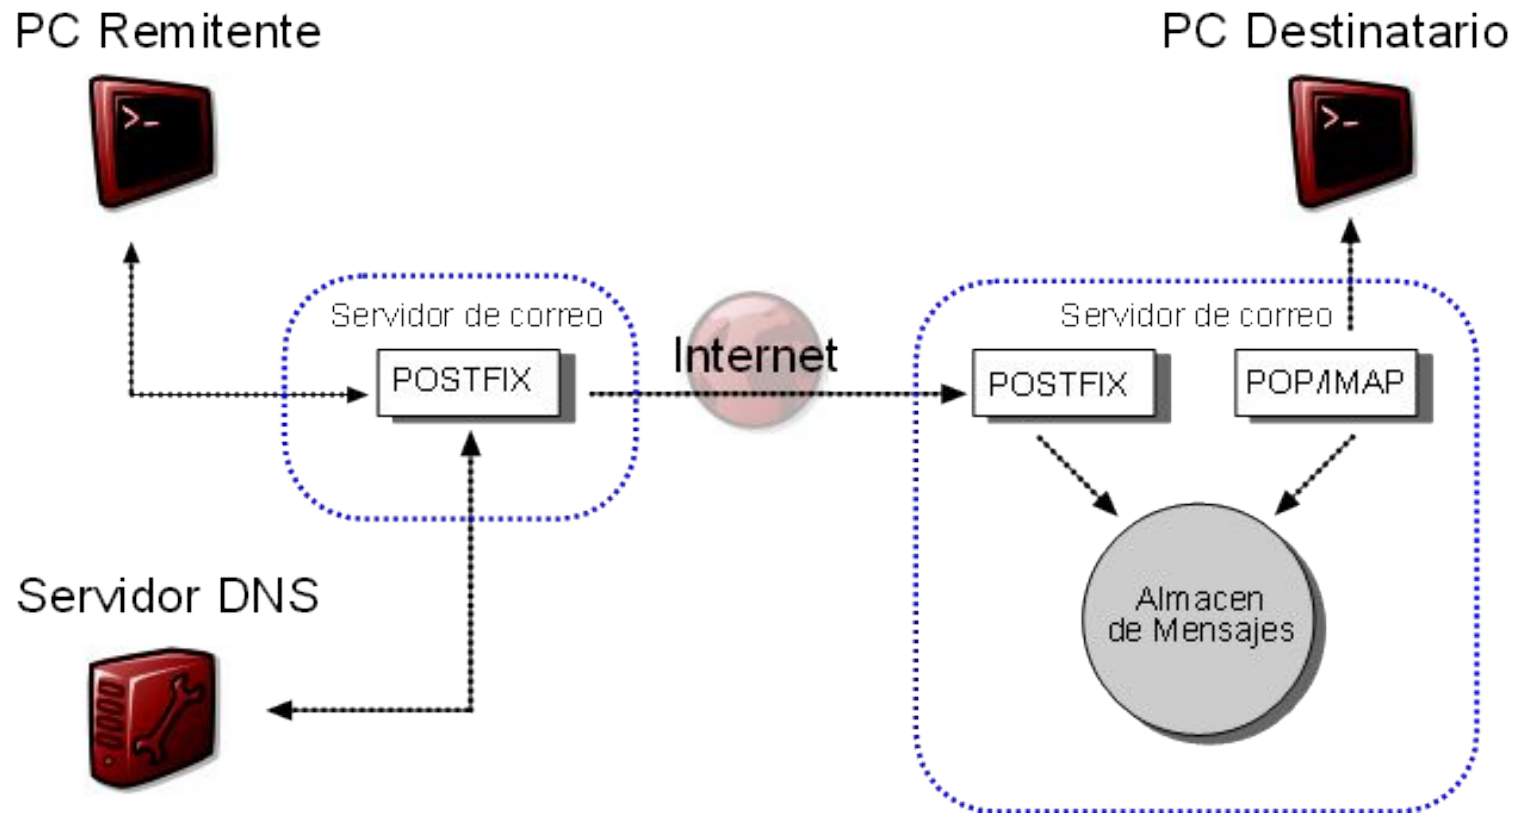 PC Remitente
PC Destinatario
>_
>_
Servidor de correo
Internet
Servidor de correo
POSTFIX
POSTFIX
POP/IMAP
Servidor DNS
Almacen
de Mensajes